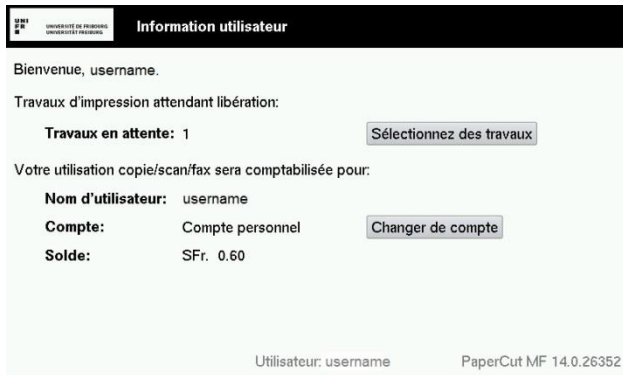 UNI
FR
UNIVERSITÉ DE FRIBOURG
UNIVERSITÄT FREIBURG
Information utilisateur
Bienvenue, username.
Travaux d'impression attendant libération:
Travaux en attente: 1 Sélectionnez des travaux
Votre utilisation copie/scan/fax sera comptabilisée pour:
Nom d'utilisateur: username
Compte: Compte personnel Changer de compte
Solde: SFr. 0.60
Utilisateur: username PaperCut MF 14.0.26352